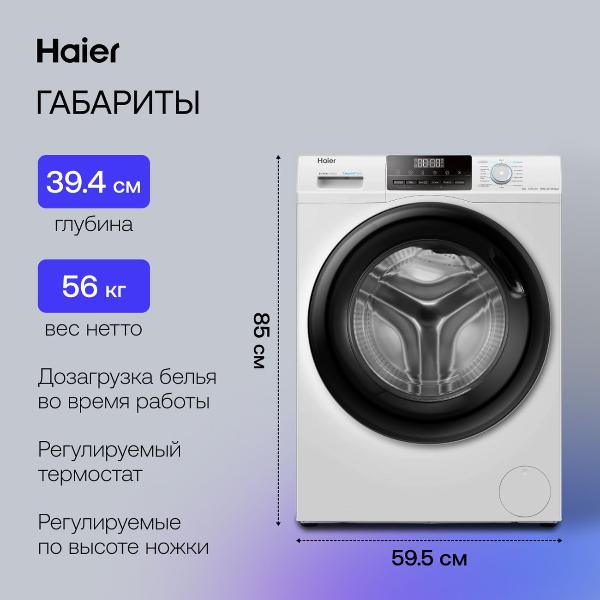 Haier
ГАБАРИТЫ
39.4 см
глубина
56 кг
вес нетто
Дозагрузка белья
во время работы
Регулируемый
термостат
Регулируемые
по высоте ножки
Haier
85 см
59.5 см